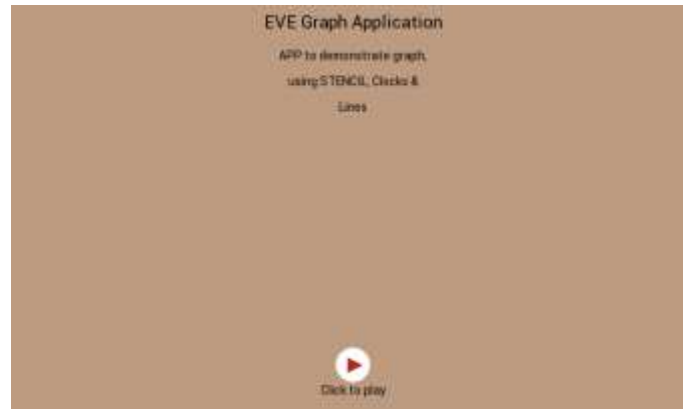 EVE Graph Application
APP to demonstrate graph,
using STENCIL, Clocks &
Lines
Click to play